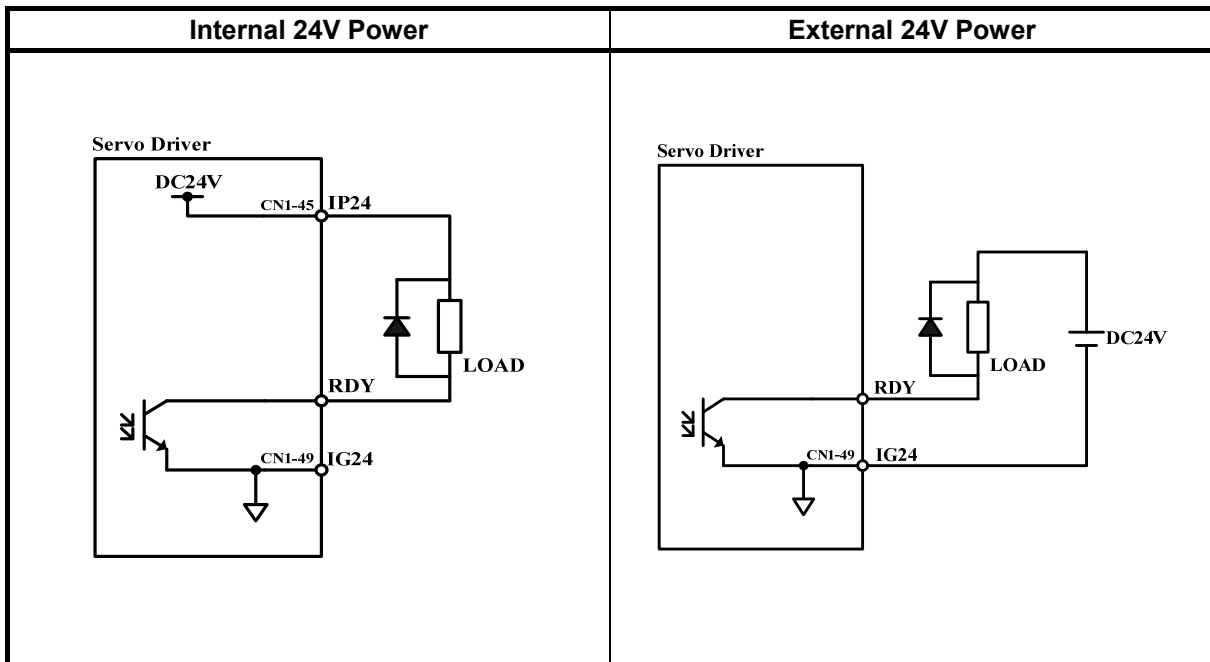 Internal 24V Power
External 24V Power
Servo Driver
DC24V
CN1-45 IP24
LOAD
RDY
CN1-49 IG24
Servo Driver
DC24V
LOAD
RDY
CN1-49 IG24